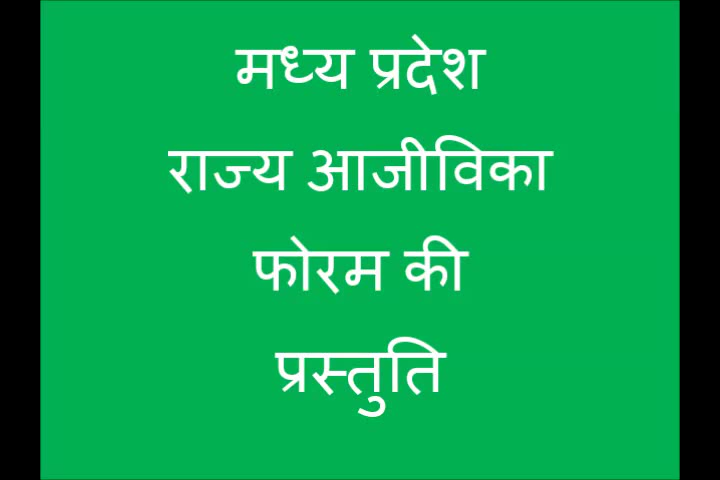 मध्य प्रदेश
राज्य आजीविका
फोरम की
प्रस्तुति